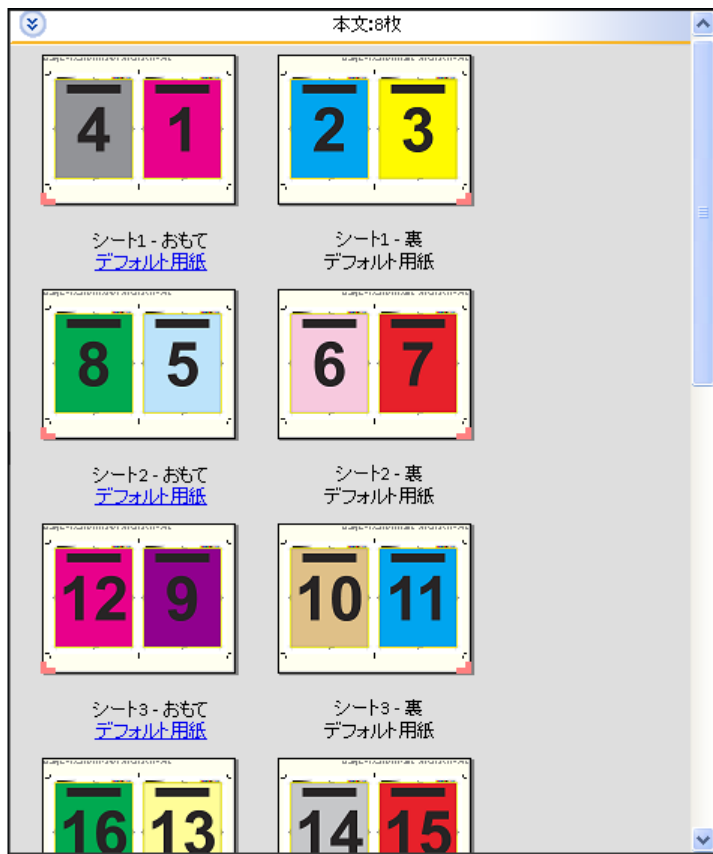 本文:8枚
4 1
2 3
シート1 - おもて
デフォルト用紙
シート1 - 裏
デフォルト用紙
8 5
6 7
シート2 - おもて
デフォルト用紙
シート2 - 裏
デフォルト用紙
12 9
10 11
シート3 - おもて
デフォルト用紙
シート3 - 裏
デフォルト用紙
16 13
14 15